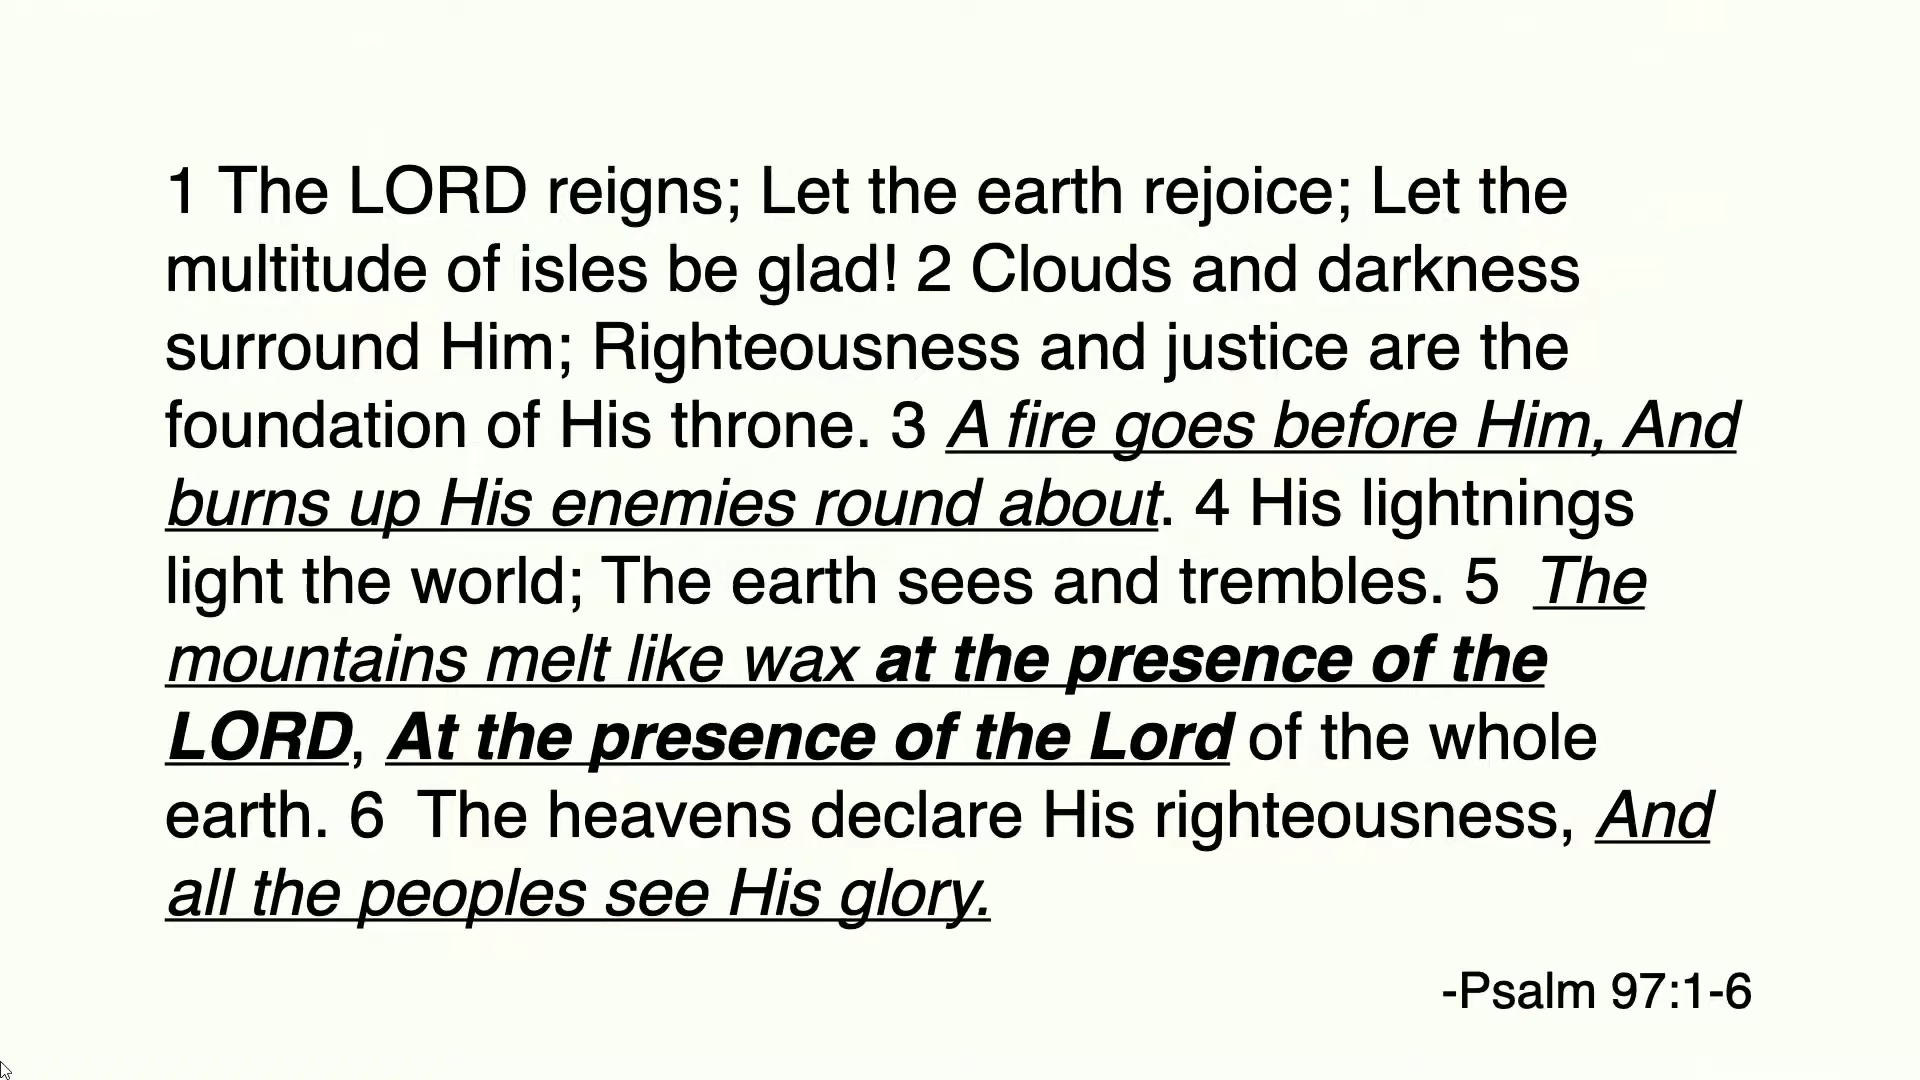 1 The LORD reigns; Let the earth rejoice; Let the
multitude of isles be glad! 2 Clouds and darkness
surround Him; Righteousness and justice are the
foundation of His throne. 3 A fire goes before Him, And
burns up His enemies round about. 4 His lightnings
light the world; The earth sees and trembles. 5 The
mountains melt like wax at the presence of the
LORD, At the presence of the Lord of the whole
earth. 6 The heavens declare His righteousness, And
all the peoples see His glory.
-Psalm 97:1-6